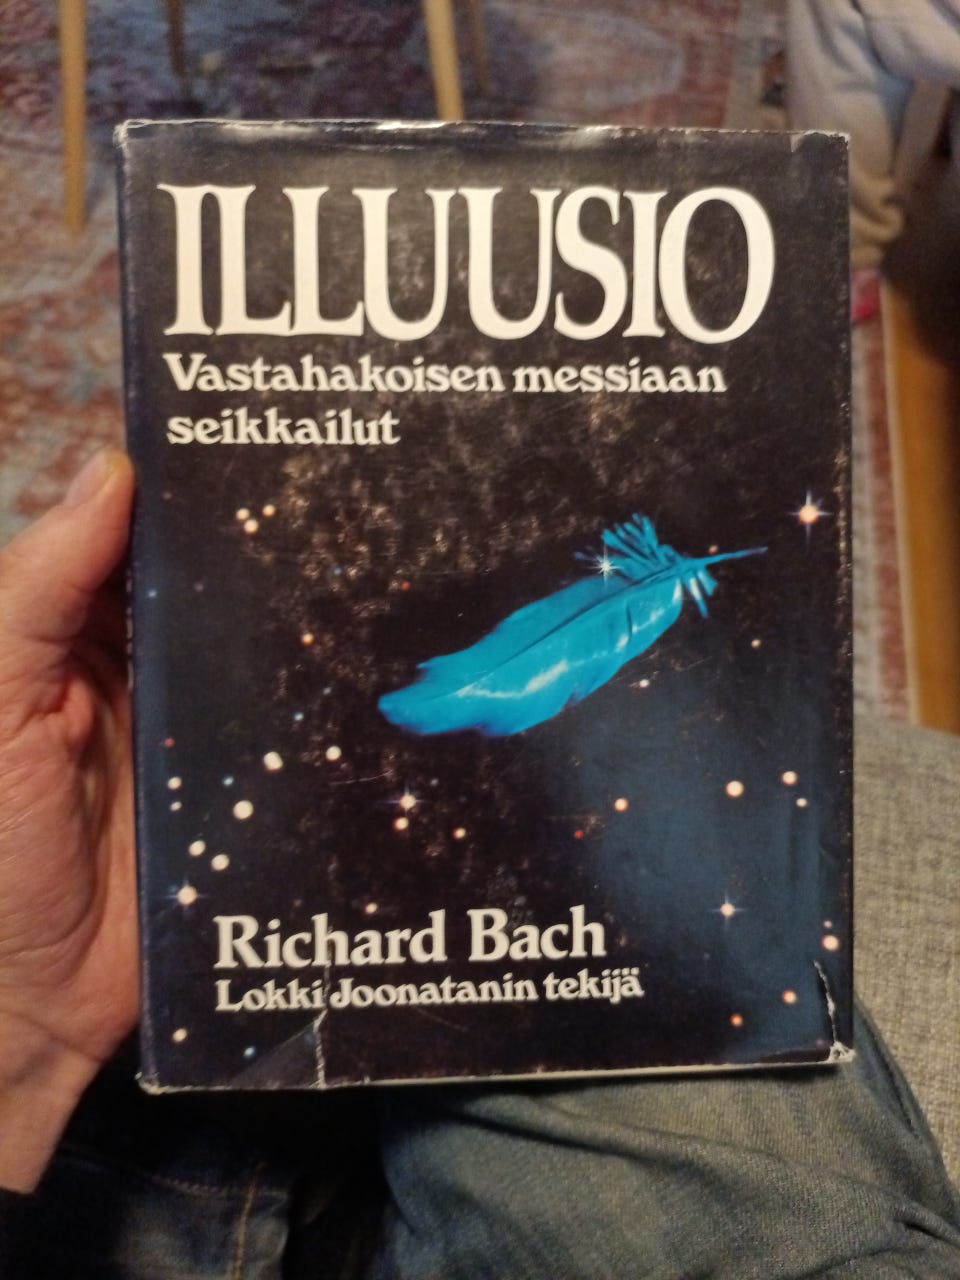 ILLUUSIO
Vastahakoisen messiaan
seikkailut
Richard Bach
Lokki Joonatanin tekijä